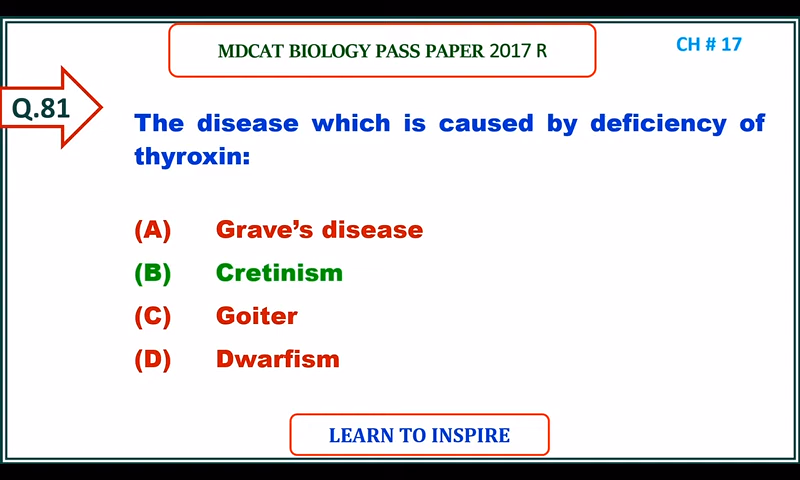 MDCAT BIOLOGY PASS PAPER 2017 R
CH # 17
Q.81
The disease which is caused by deficiency of
thyroxin:
(A) Grave’s disease
(B) Cretinism
(C) Goiter
(D) Dwarfism
LEARN TO INSPIRE